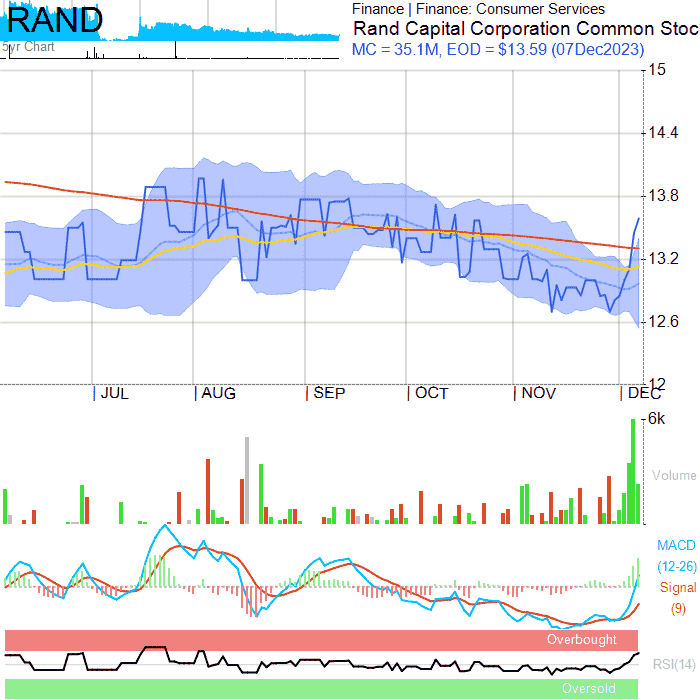 RAND
5yr Chart
Finance | Finance: Consumer Services
Rand Capital Corporation Common Stoc
MC = 35.1M, EOD = $13.59 (07Dec2023)
15
14.4
13.8
13.2
12.6
12
JUL AUG SEP OCT NOV DEC
6k
Volume
MACD
(12-26)
Signal
(9)
Overbought
RSI(14)
Oversold